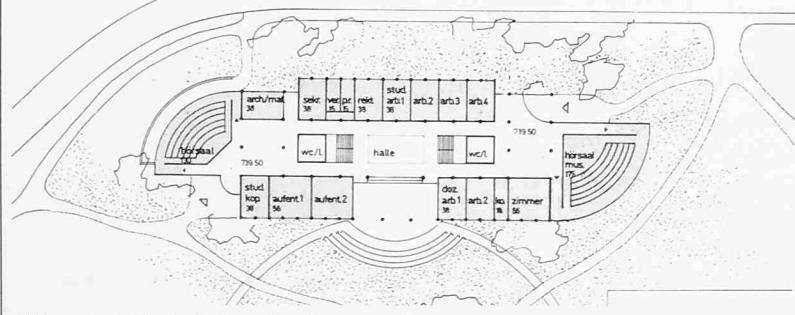 arch./mat.
38
sekr.
38
ver.
15
p.r.
15
rekt.
38
stud.
arb.1
38
arb.2
arb.3
arb.4
hörsaal
130
739.50
wc/l.
halle
wc/l.
739.50
hörsaal
mus.
175
stud.
kop.
38
aufent.1
56
aufent.2
doz.
arb.1
38
arb.2
ko.
18
zimmer
56